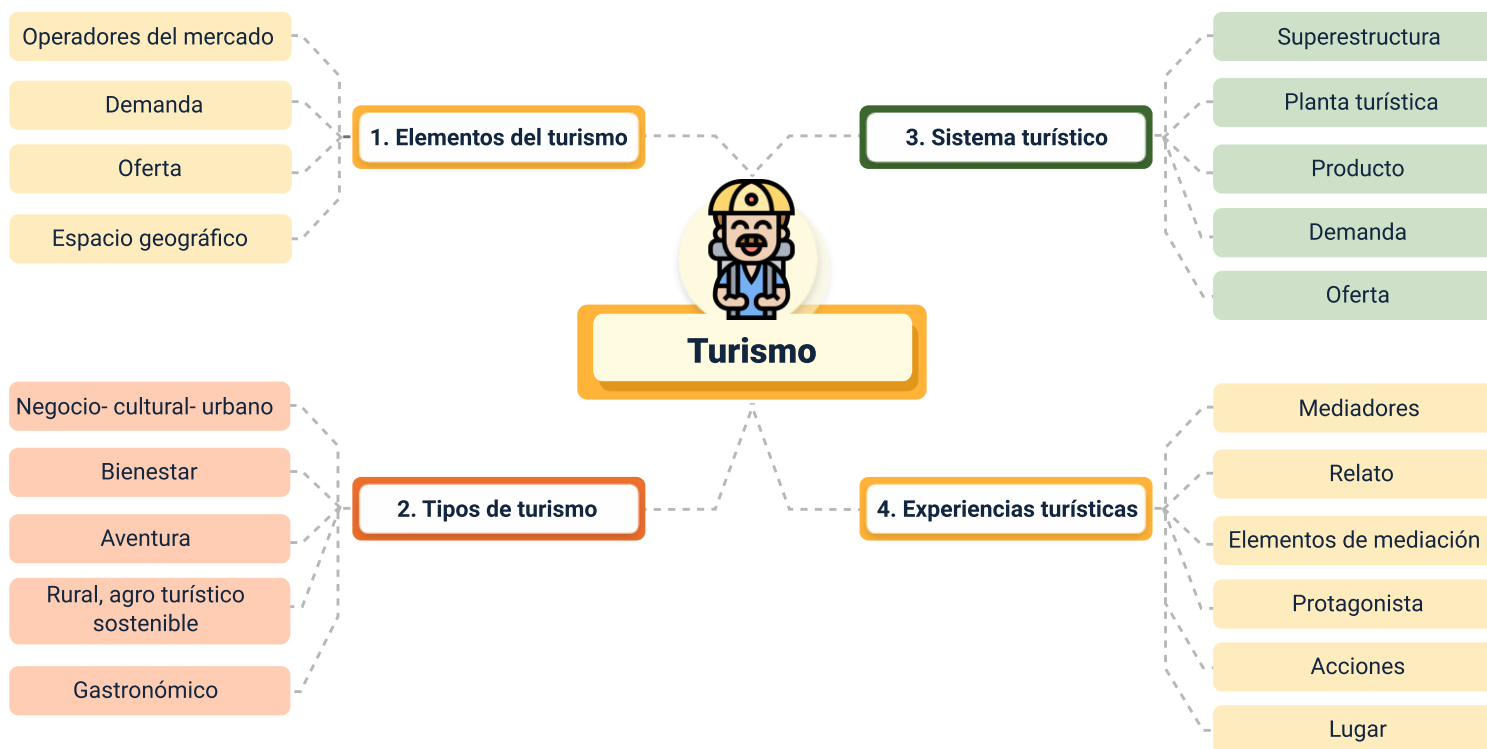 Operadores del mercado
Demanda
Oferta
Espacio geográfico
1. Elementos del turismo
3. Sistema turístico
Superestructura
Planta turística
Producto
Demanda
Oferta
Turismo
Negocio- cultural- urbano
Bienestar
Aventura
Rural, agro turístico
sostenible
Gastronómico
2. Tipos de turismo
4. Experiencias turísticas
Mediadores
Relato
Elementos de mediación
Protagonista
Acciones
Lugar